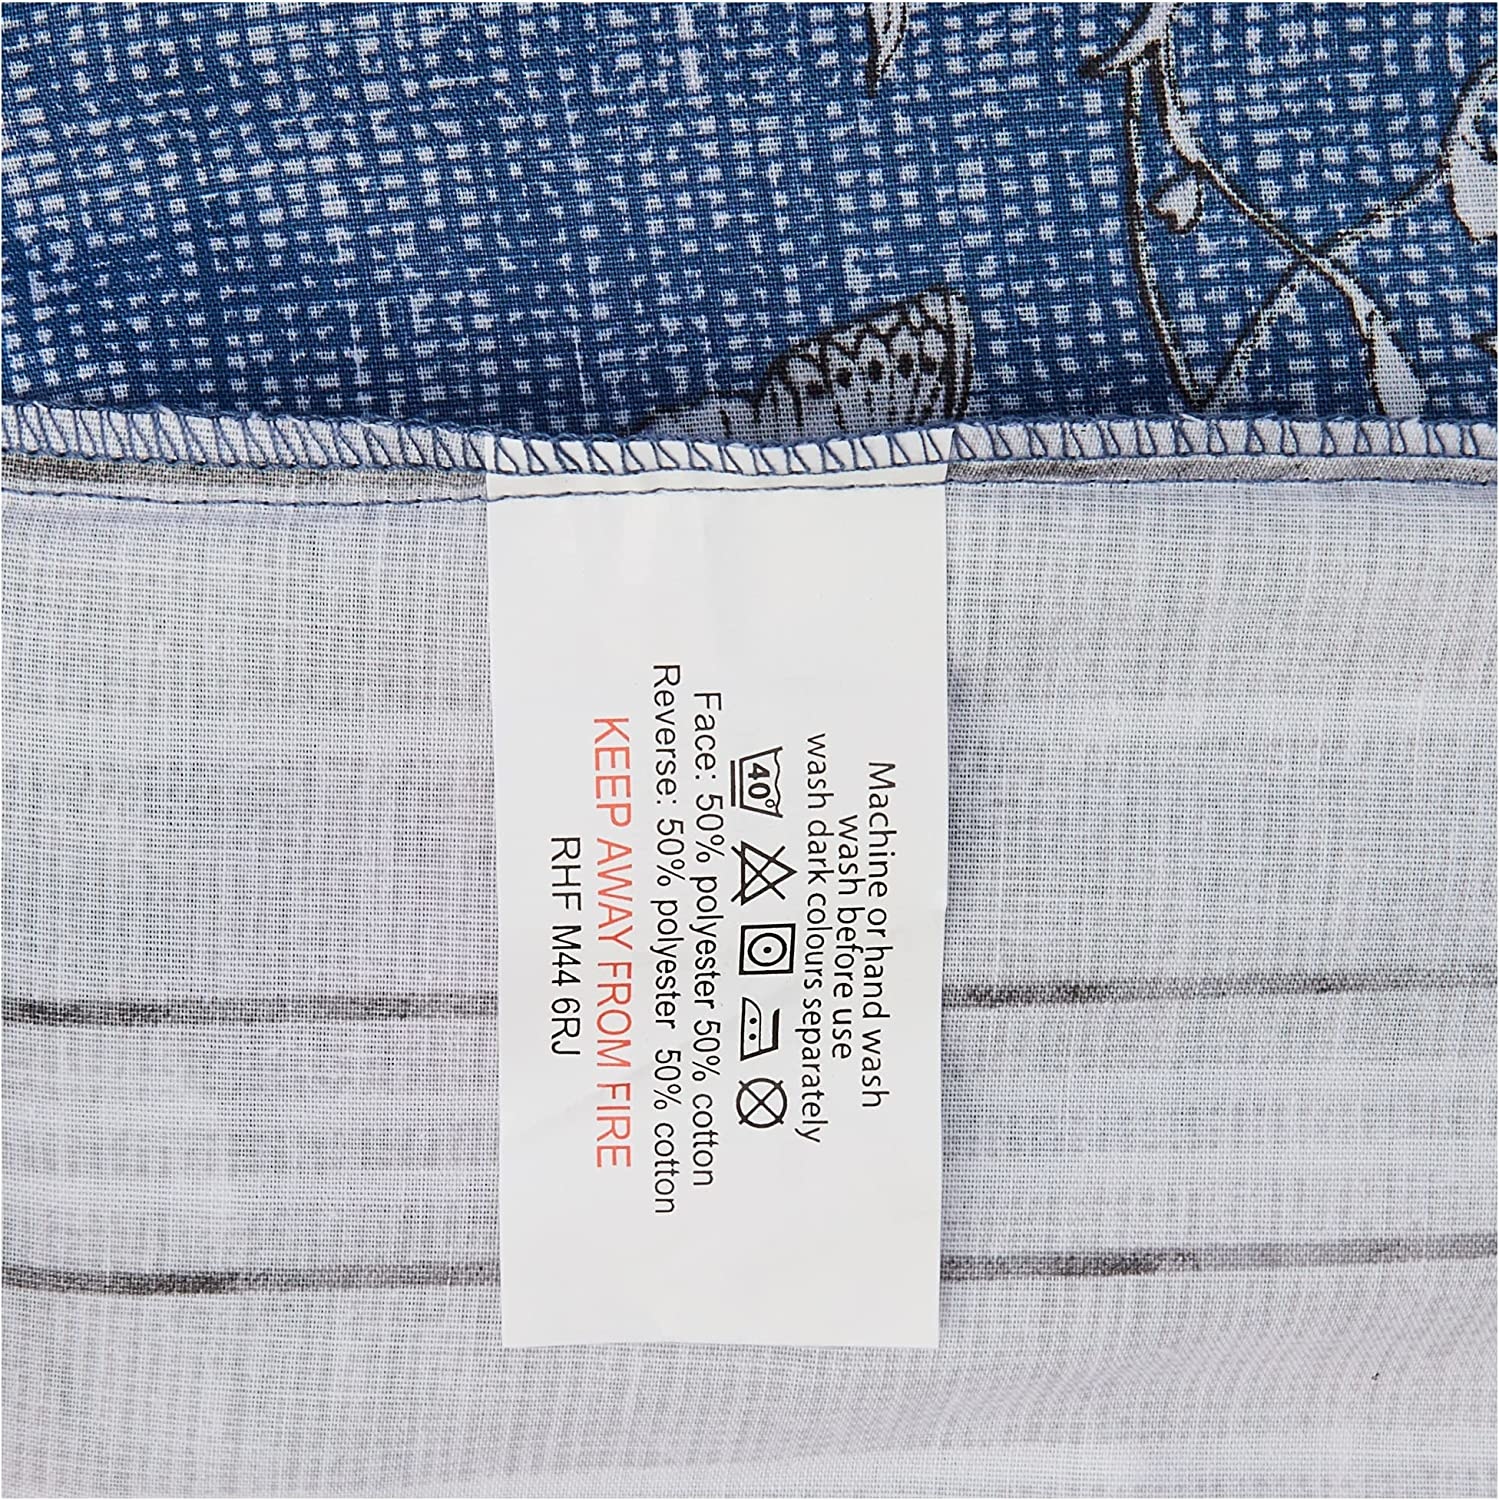 Machine or hand wash
wash before use
wash dark colours separately
40°
Face: 50% polyester 50% cotton
Reverse: 50% polyester 50% cotton
KEEP AWAY FROM FIRE
RHF M44 6RJ